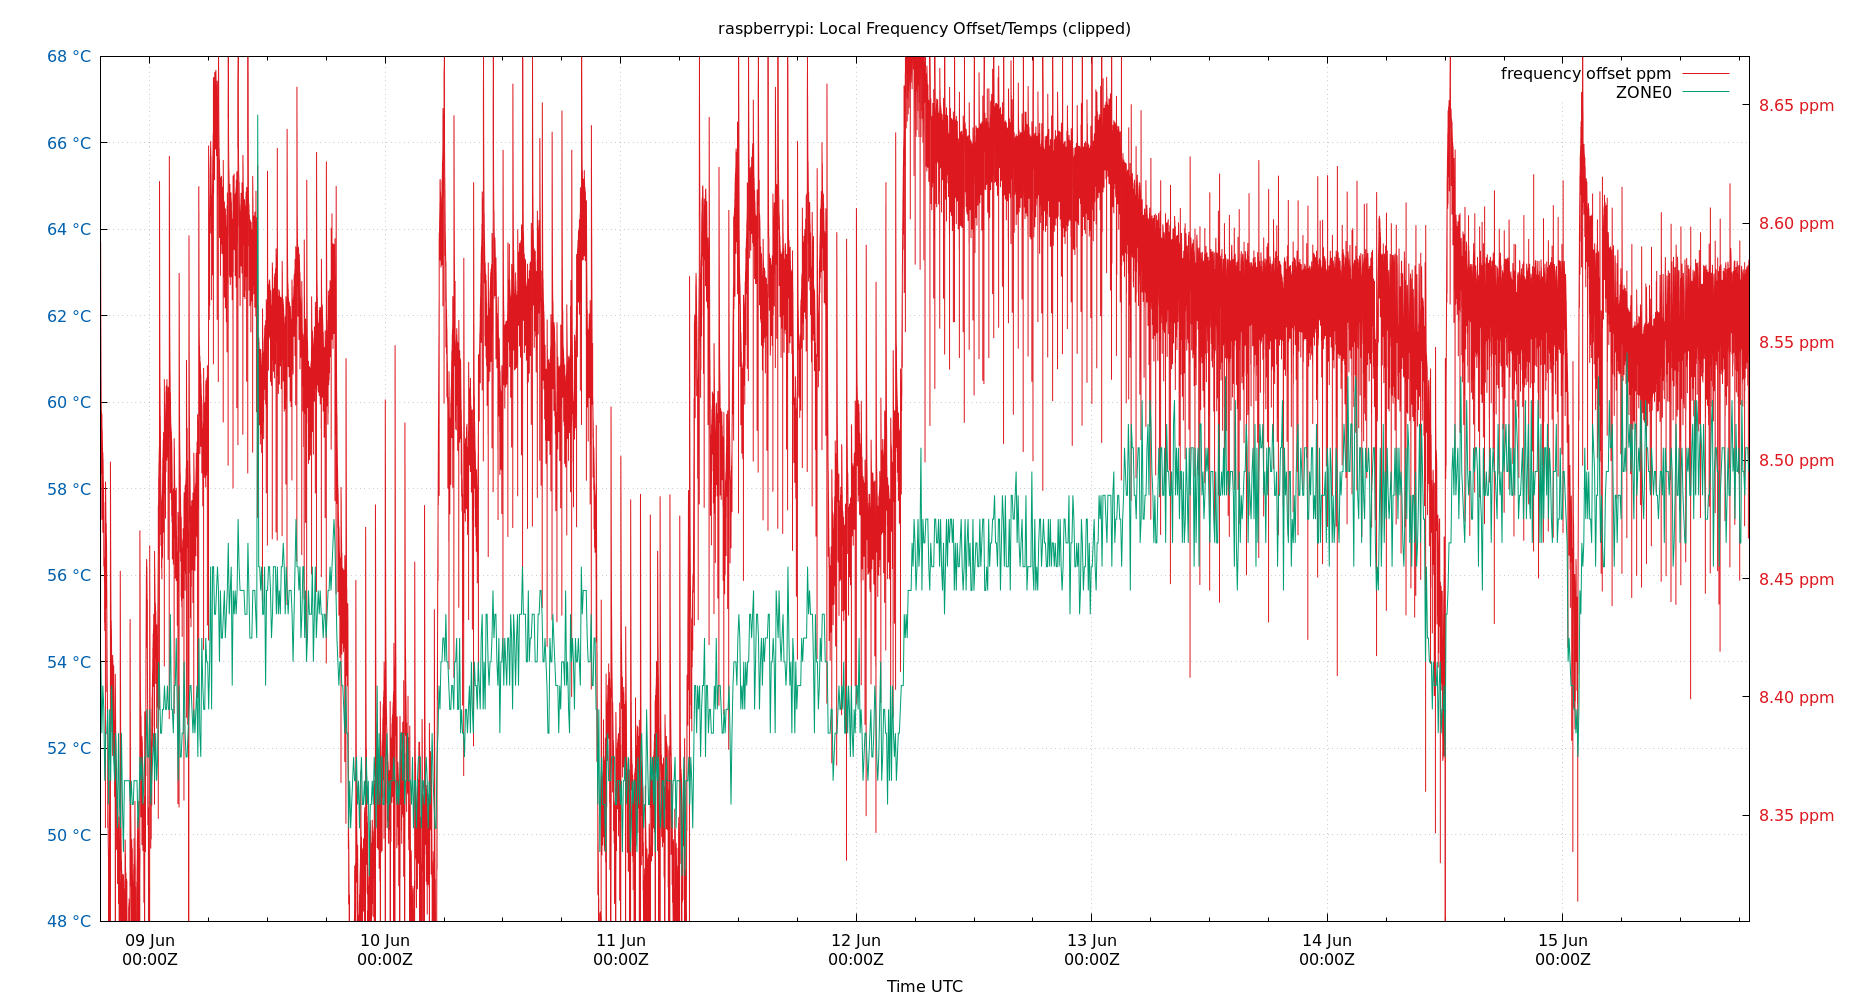 raspberrypi: Local Frequency Offset/Temps (clipped)
frequency offset ppm
ZONE0
68 °C
66 °C
64 °C
62 °C
60 °C
58 °C
56 °C
54 °C
52 °C
50 °C
48 °C
8.65 ppm
8.60 ppm
8.55 ppm
8.50 ppm
8.45 ppm
8.40 ppm
8.35 ppm
09 Jun 10 Jun 11 Jun 12 Jun 13 Jun 14 Jun 15 Jun
00:00Z 00:00Z 00:00Z 00:00Z 00:00Z 00:00Z 00:00Z
Time UTC